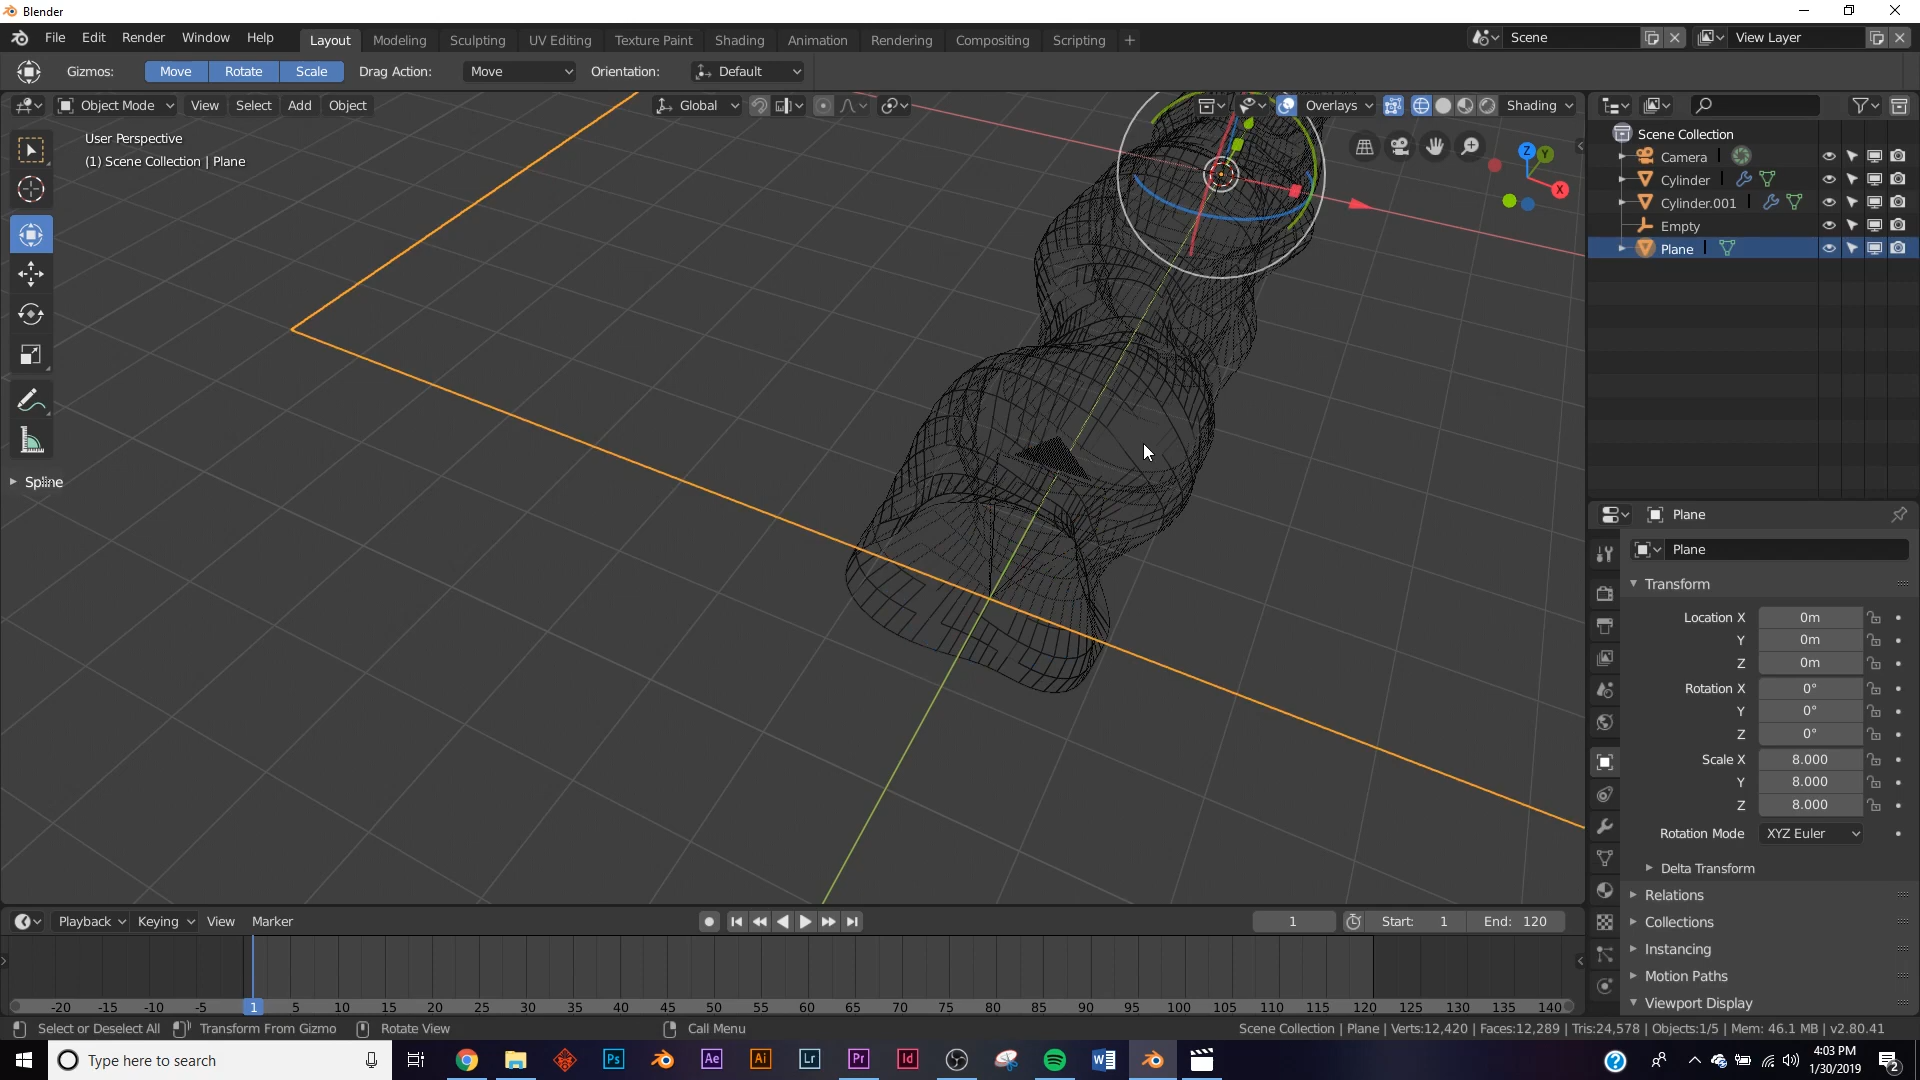 Blender
File Edit Render Window Help Layout Modeling Sculpting UV Editing Texture Paint Shading Animation Rendering Compositing Scripting + Scene View Layer
Gizmos: Move Rotate Scale Drag Action: Move Orientation: Default
Object Mode View Select Add Object Global Overlays Shading
User Perspective
(1) Scene Collection | Plane
Z Y X
Spline
Scene Collection
Camera
Cylinder
Cylinder.001
Empty
Plane
Plane
Plane
Transform
Location X 0m
Y 0m
Z 0m
Rotation X 0°
Y 0°
Z 0°
Scale X 8.000
Y 8.000
Z 8.000
Rotation Mode XYZ Euler
Delta Transform
Relations
Collections
Instancing
Motion Paths
Viewport Display
Playback Keying View Marker 1 Start: 1 End: 120
-20 -15 -10 -5 1 5 10 15 20 25 30 35 40 45 50 55 60 65 70 75 80 85 90 95 100 105 110 115 120 125 130 135 140
Select or Deselect All Transform From Gizmo Rotate View Call Menu Scene Collection | Plane | Verts:12,420 | Faces:12,289 | Tris:24,578 | Objects:1/5 | Mem: 46.1 MB | v2.80.41
Type here to search Ps Ae Ai Lr Pr Id W ? 4:03 PM
1/30/2019 2